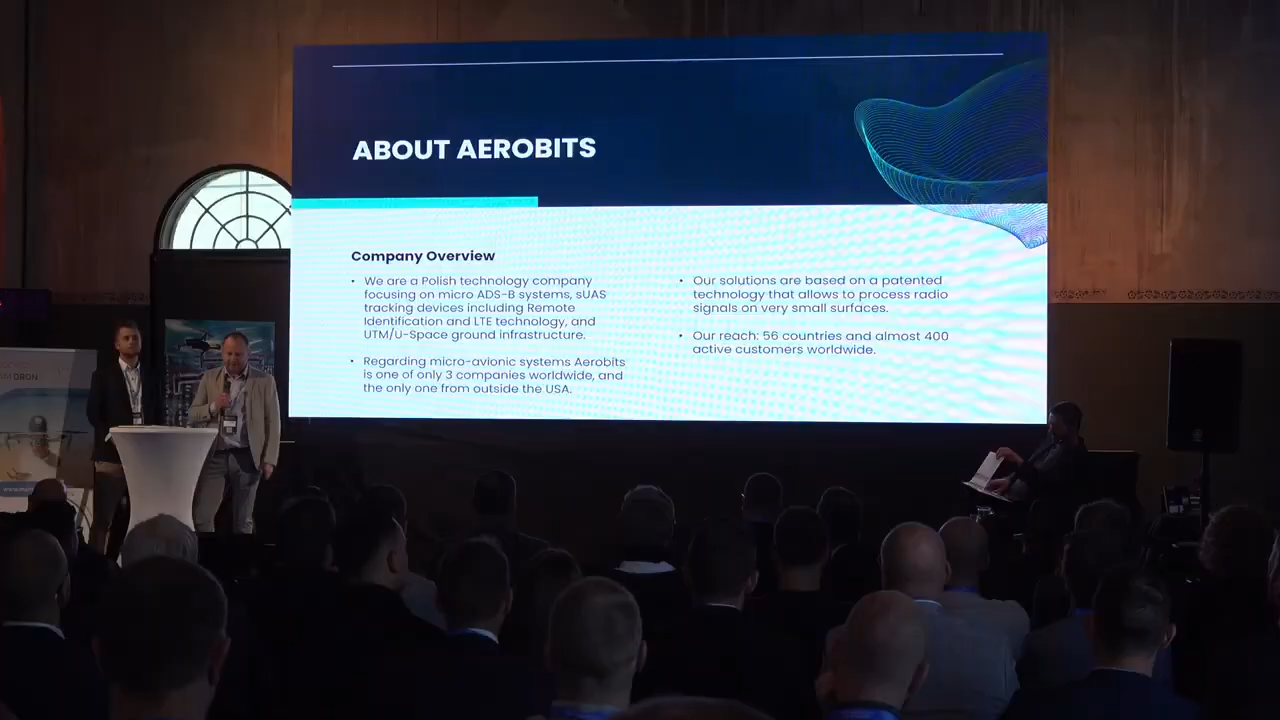 ABOUT AEROBITS
Company Overview
• We are a Polish technology company
focusing on micro ADS-B systems, sUAS
tracking devices including Remote
Identification and LTE technology, and
UTM/U-Space ground infrastructure.
• Regarding micro-avionic systems Aerobits
is one of only 3 companies worldwide, and
the only one from outside the USA.
• Our solutions are based on a patented
technology that allows to process radio
signals on very small surfaces.
• Our reach: 56 countries and almost 400
active customers worldwide.